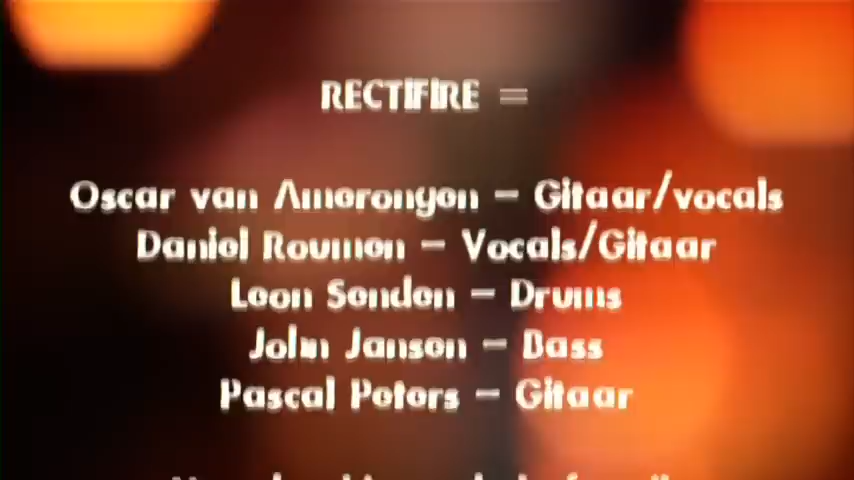 RECTIFIRE =
Oscar van Amerongen – Gitaar/vocals
Daniel Roumen – Vocals/Gitaar
Leon Senden – Drums
John Jansen – Bass
Pascal Peters – Gitaar